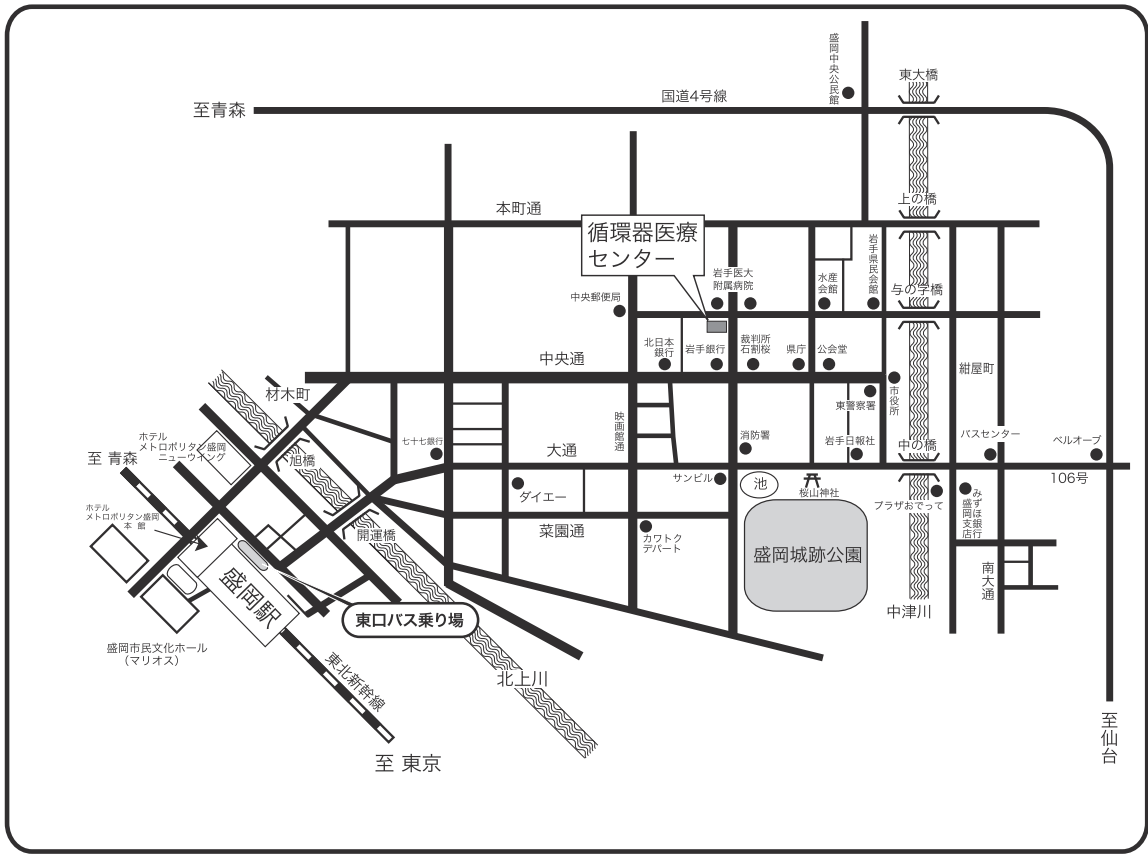 盛岡中央公民館
東大橋
国道4号線
至青森
上の橋
本町通
循環器医療
センター
岩手医大
附属病院
水産
会館
岩手県民会館
与の字橋
中央郵便局
北日本
銀行
岩手銀行
裁判所
石割桜
県庁
公会堂
中央通
紺屋町
市役所
材木町
東警察署
映画館通
ホテル
メトロポリタン盛岡
ニューウイング
七十七銀行
大通
消防署
岩手日報社
中の橋
バスセンター
ベルオーブ
至 青森
旭橋
サンビル
106号
池
桜山神社
ダイエー
プラザおでって
みずほ銀行
盛岡支店
ホテル
メトロポリタン盛岡
本 館
開運橋
菜園通
カワトク
デパート
盛岡城跡公園
南大通
盛岡駅
中津川
東口バス乗り場
盛岡市民文化ホール
(マリオス)
東北新幹線
北上川
至仙台
至 東京